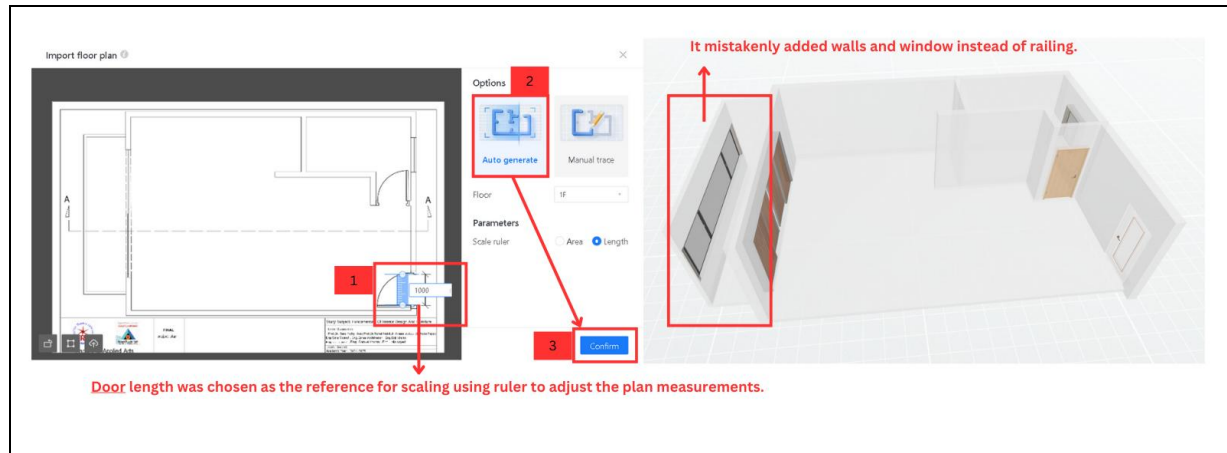 It mistakenly added walls and window instead of railing.
Import floor plan
Options
2
Auto generate
Manual trace
Floor
1F
Parameters
Scale ruler
Area
Length
A
A
1
1000
FINAL
Applied Arts
3
Confirm
Door length was chosen as the reference for scaling using ruler to adjust the plan measurements.